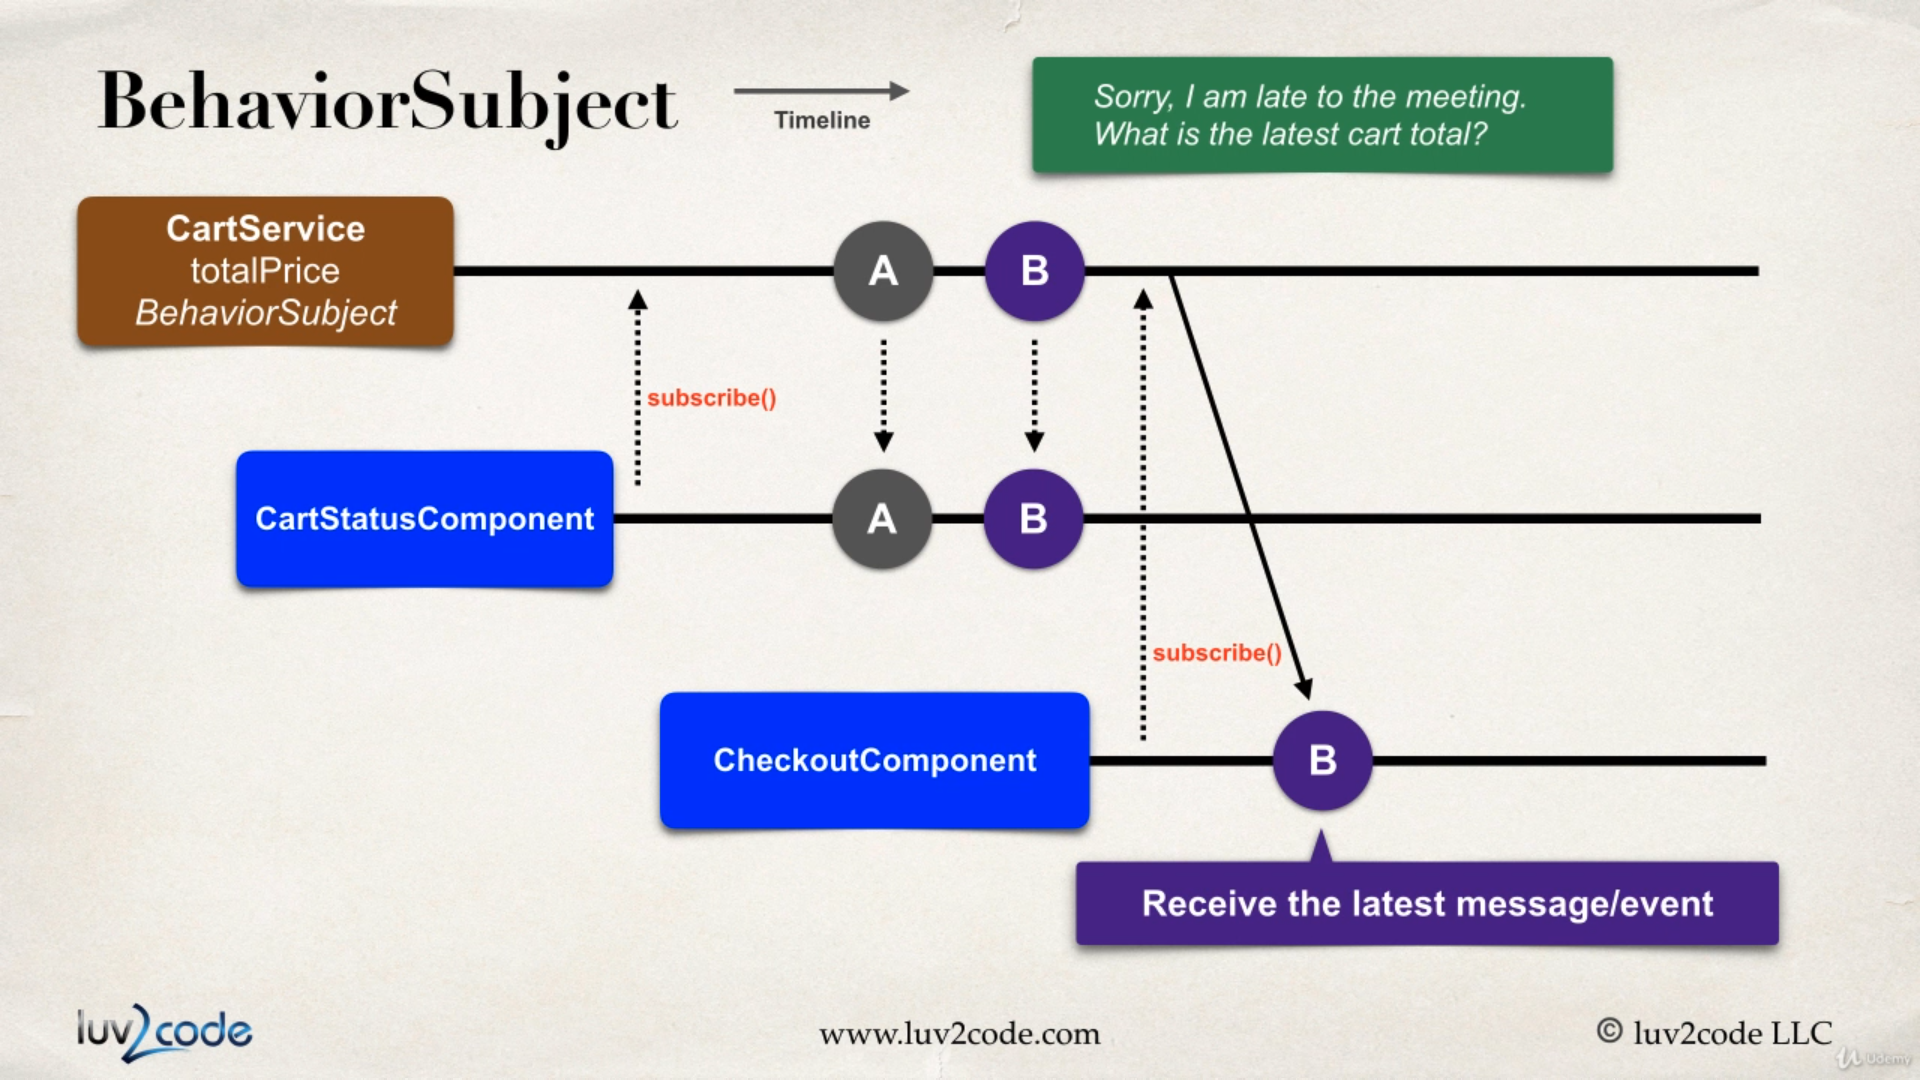 BehaviorSubject
Timeline
Sorry, I am late to the meeting.
What is the latest cart total?
CartService
totalPrice
BehaviorSubject
A
B
subscribe()
CartStatusComponent
A
B
subscribe()
CheckoutComponent
B
Receive the latest message/event
luv2code
www.luv2code.com
© luv2code LLC
Udemy